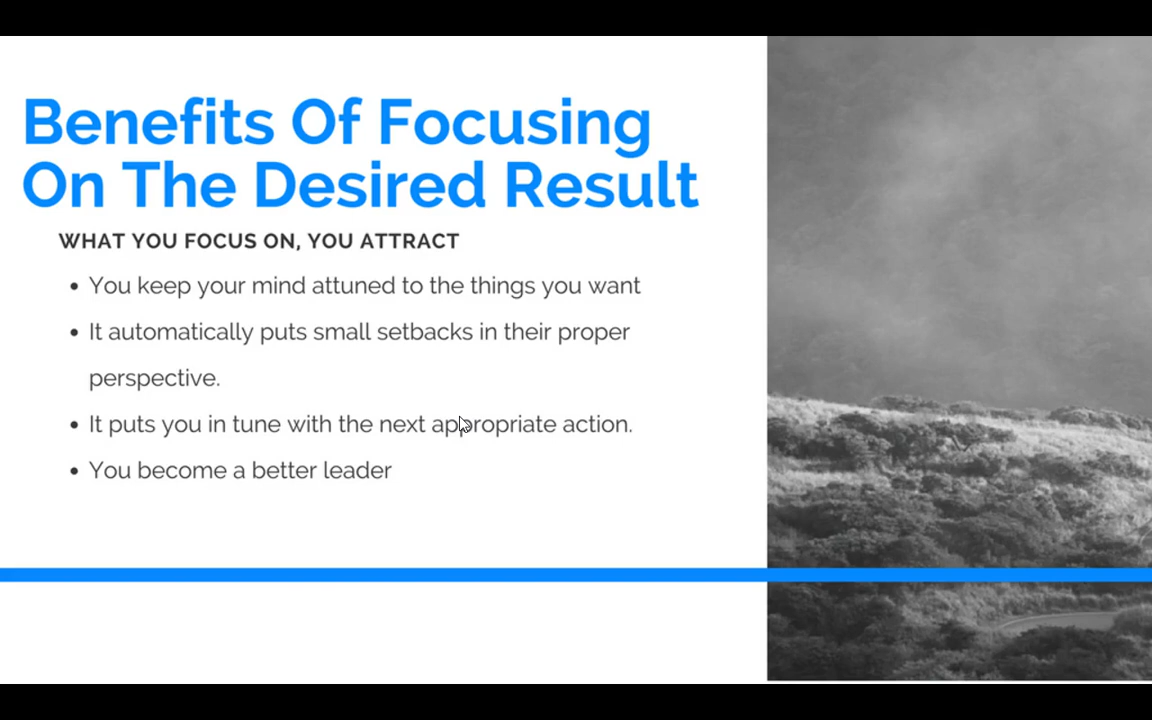 Benefits Of Focusing
On The Desired Result
WHAT YOU FOCUS ON, YOU ATTRACT
• You keep your mind attuned to the things you want
• It automatically puts small setbacks in their proper
perspective.
• It puts you in tune with the next appropriate action.
• You become a better leader